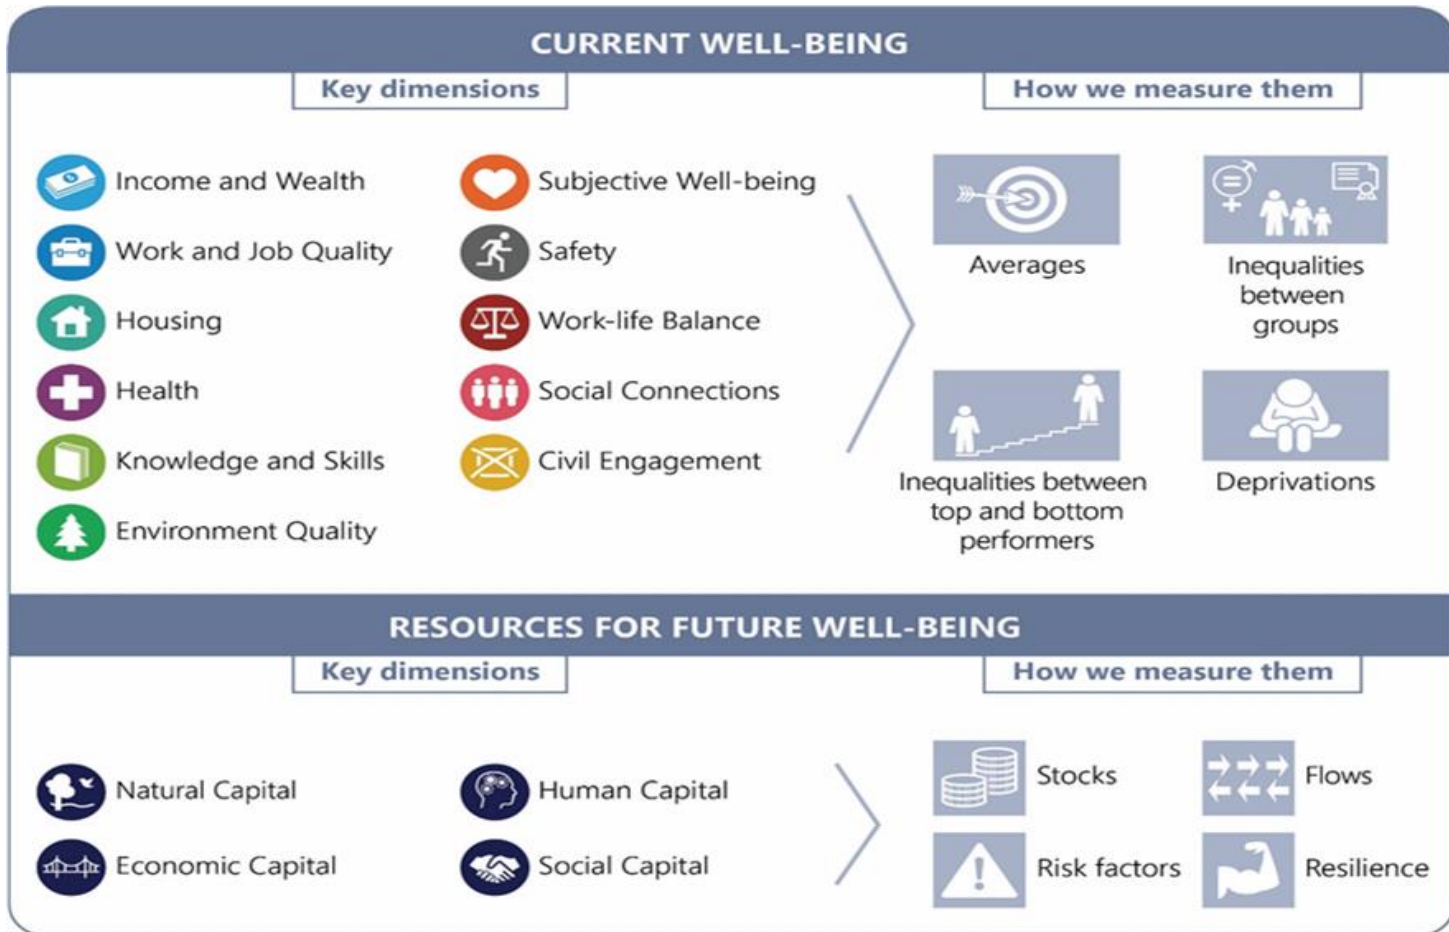 CURRENT WELL-BEING
Key dimensions
How we measure them
Income and Wealth
Work and Job Quality
Housing
Health
Knowledge and Skills
Environment Quality
Subjective Well-being
Safety
Work-life Balance
Social Connections
Civil Engagement
Averages
Inequalities
between
groups
Inequalities between
top and bottom
performers
Deprivations
RESOURCES FOR FUTURE WELL-BEING
Key dimensions
How we measure them
Natural Capital
Economic Capital
Human Capital
Social Capital
Stocks
Flows
Risk factors
Resilience